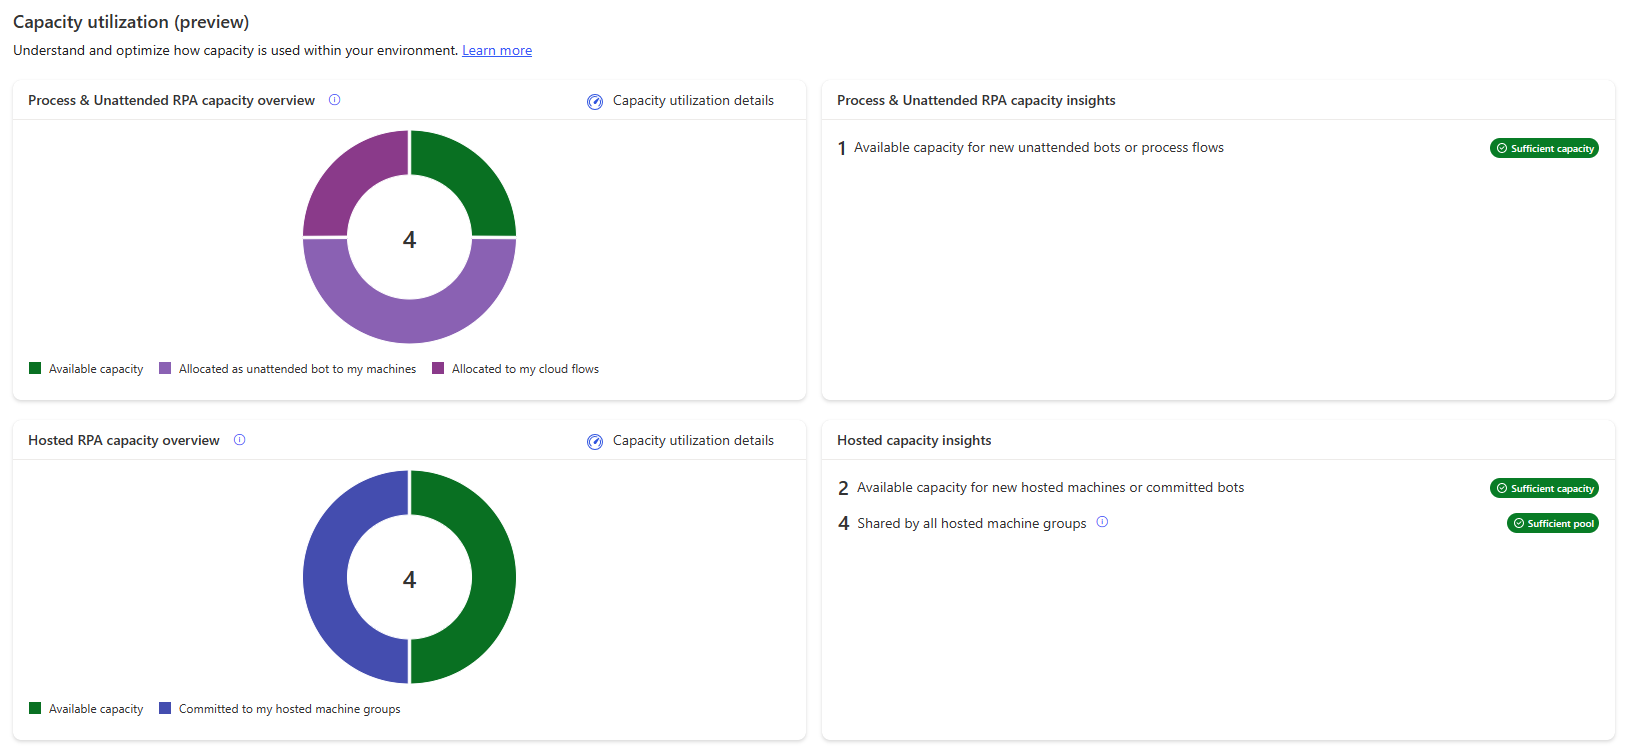 Capacity utilization (preview)
Understand and optimize how capacity is used within your environment. Learn more
Process & Unattended RPA capacity overview
Capacity utilization details
4
Available capacity
Allocated as unattended bot to my machines
Allocated to my cloud flows
Process & Unattended RPA capacity insights
1 Available capacity for new unattended bots or process flows
Sufficient capacity
Hosted RPA capacity overview
Capacity utilization details
4
Available capacity
Committed to my hosted machine groups
Hosted capacity insights
2 Available capacity for new hosted machines or committed bots
Sufficient capacity
4 Shared by all hosted machine groups
Sufficient pool